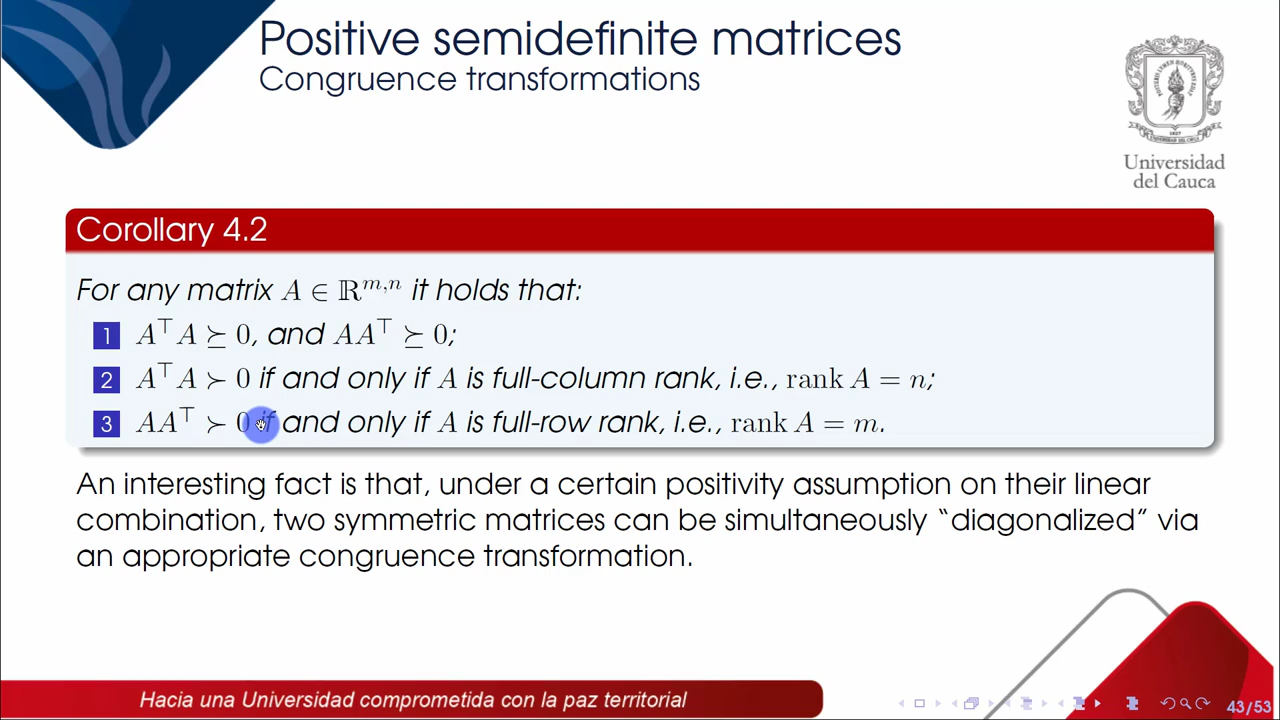 Positive semidefinite matrices
Congruence transformations
Universidad
del Cauca
Corollary 4.2
For any matrix A ∈ ℝ^{m,n} it holds that:
1 A^⊤A ⪰ 0, and AA^⊤ ⪰ 0;
2 A^⊤A ≻ 0 if and only if A is full-column rank, i.e., rank A = n;
3 AA^⊤ ≻ 0 if and only if A is full-row rank, i.e., rank A = m.
An interesting fact is that, under a certain positivity assumption on their linear
combination, two symmetric matrices can be simultaneously “diagonalized” via
an appropriate congruence transformation.
Hacia una Universidad comprometida con la paz territorial
43/53